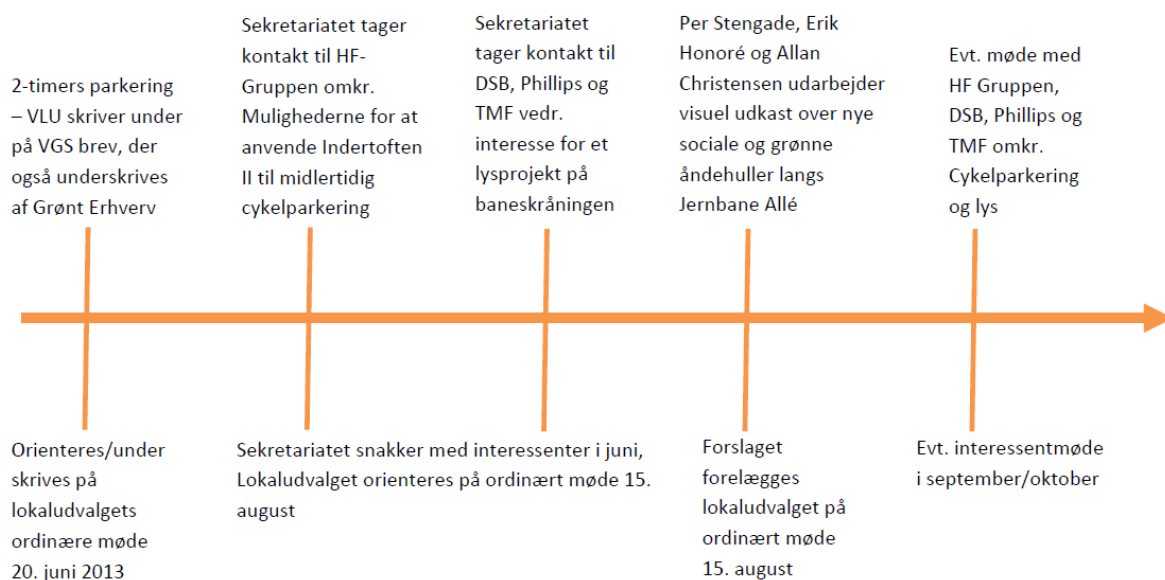 2-timers parkering
– VLU skriver under
på VGS brev, der
også underskrives
af Grønt Erhverv
Sekretariatet tager
kontakt til HF-
Gruppen omkr.
Mulighederne for at
anvende Indertoften
II til midlertidig
cykelparkering
Sekretariatet
tager kontakt til
DSB, Phillips og
TMF vedr.
interesse for et
lysprojekt på
baneskråningen
Per Stengade, Erik
Honoré og Allan
Christensen udarbejder
visuel udkast over nye
sociale og grønne
åndehuller langs
Jernbane Allé
Evt. møde med
HF Gruppen,
DSB, Phillips og
TMF omkr.
Cykelparkering
og lys
Orienteres/under
skrives på
lokaludvalgets
ordinære møde
20. juni 2013
Sekretariatet snakker med interessenter i juni,
Lokaludvalget orienteres på ordinært møde 15.
august
Forslaget
forelægges
lokaludvalget på
ordinært møde
15. august
Evt. interessentmøde
i september/oktober